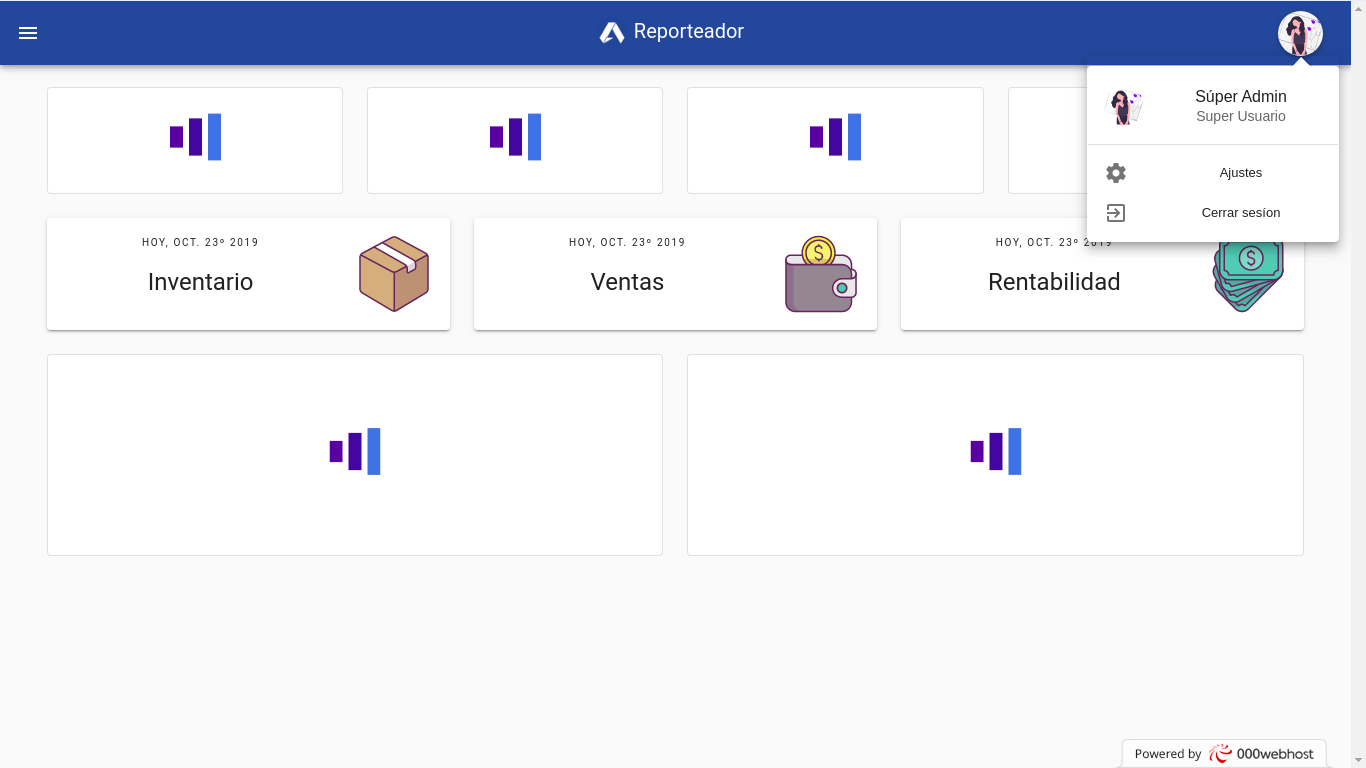 Reporteador
Súper Admin
Super Usuario
Ajustes
Cerrar sesíon
HOY, OCT. 23º 2019
Inventario
HOY, OCT. 23º 2019
Ventas
HOY, OCT. 23º 2019
Rentabilidad
Powered by 000webhost